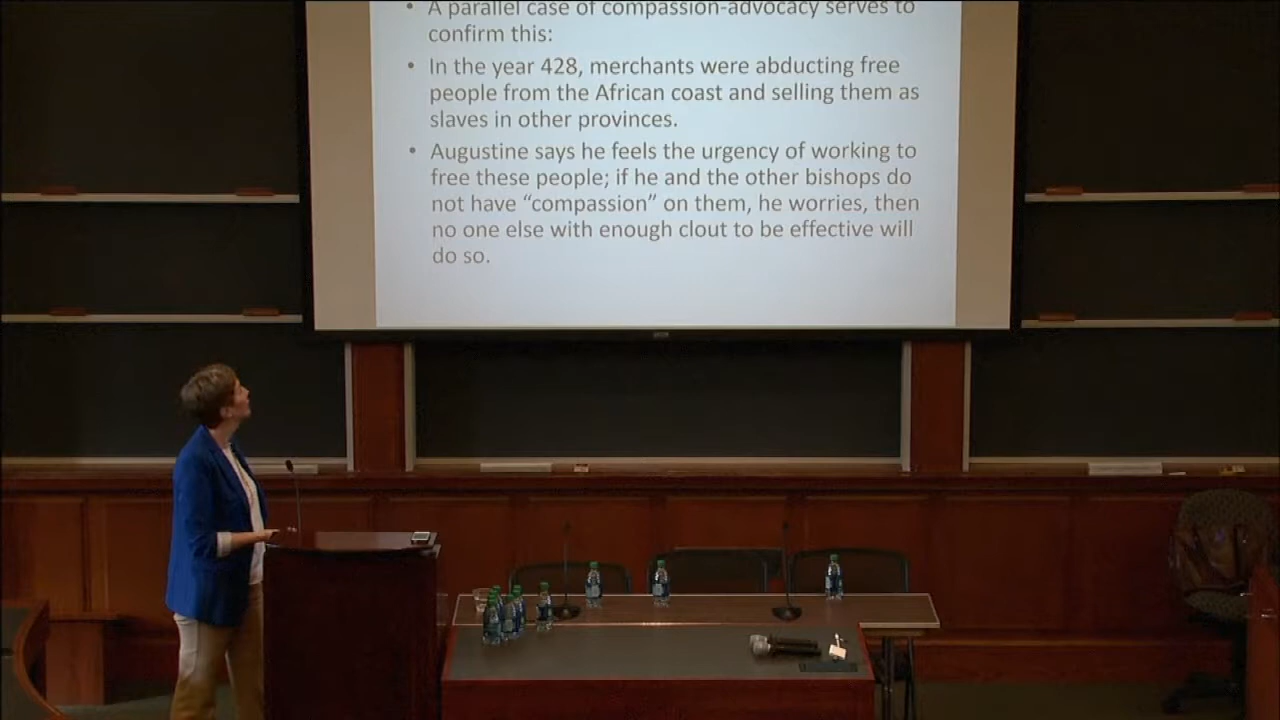 • A parallel case of compassion-advocacy serves to
confirm this:
• In the year 428, merchants were abducting free
people from the African coast and selling them as
slaves in other provinces.
• Augustine says he feels the urgency of working to
free these people; if he and the other bishops do
not have “compassion” on them, he worries, then
no one else with enough clout to be effective will
do so.